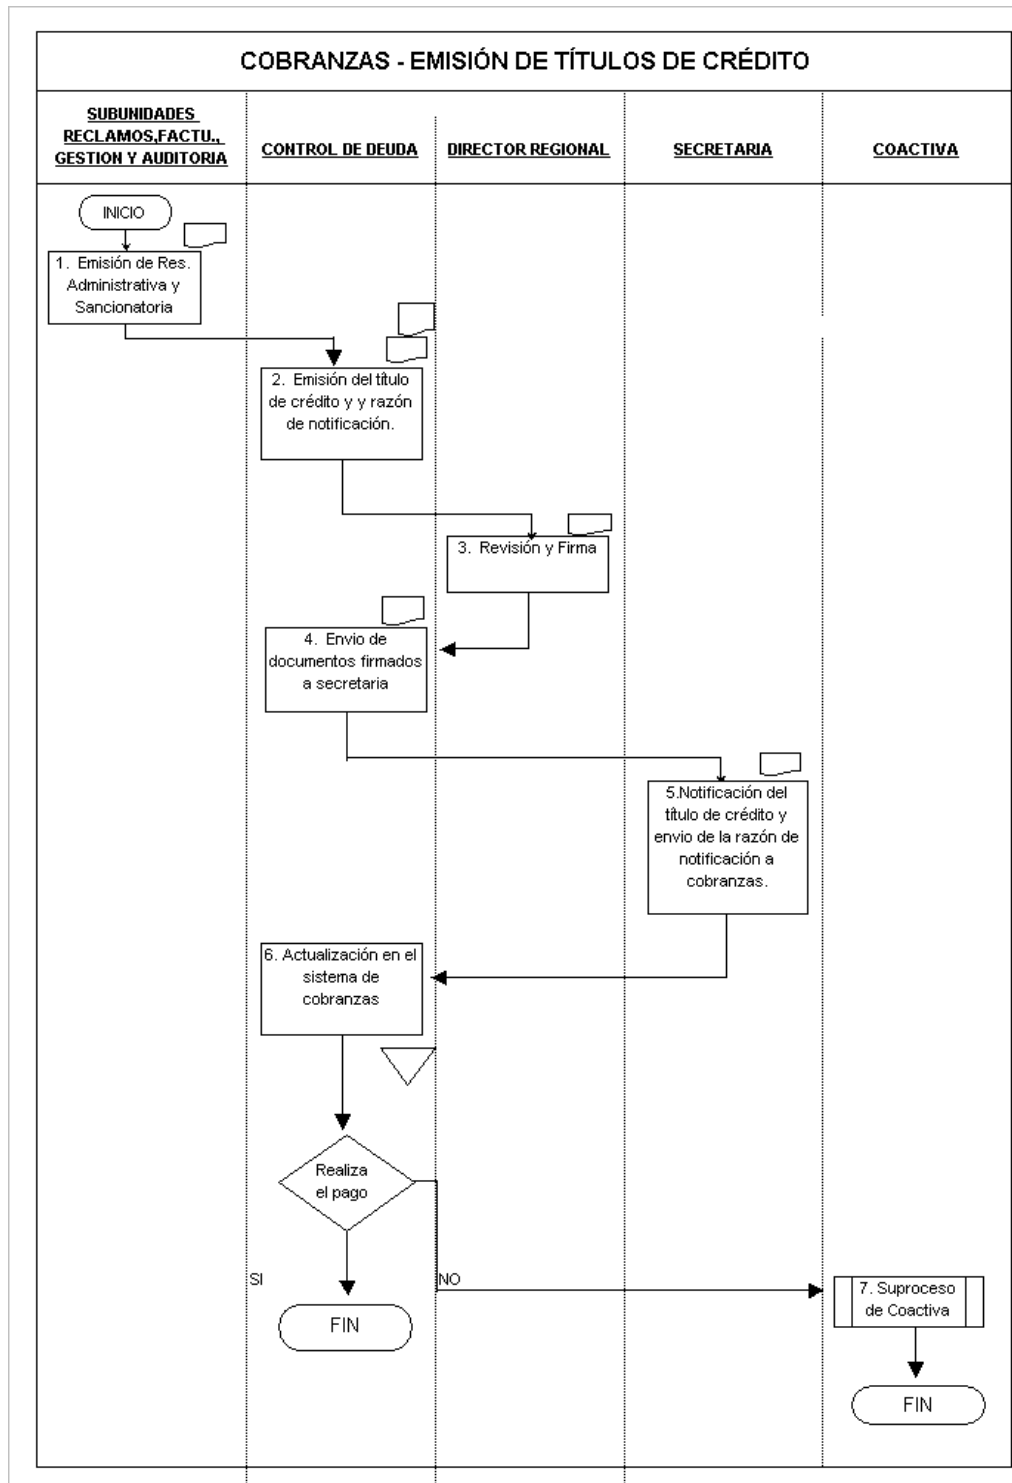 COBRANZAS - EMISIÓN DE TÍTULOS DE CRÉDITO
SUBUNIDADES
RECLAMOS,FACTU.,
GESTION Y AUDITORIA
CONTROL DE DEUDA
DIRECTOR REGIONAL
SECRETARIA
COACTIVA
INICIO
1. Emisión de Res.
Administrativa y
Sancionatoria
2. Emisión del título
de crédito y y razón
de notificación.
3. Revisión y Firma
4. Envio de
documentos firmados
a secretaria
5.Notificación del
título de crédito y
envio de la razón de
notificación a
cobranzas.
6. Actualización en el
sistema de
cobranzas
Realiza
el pago
SI
NO
FIN
7. Suproceso
de Coactiva
FIN